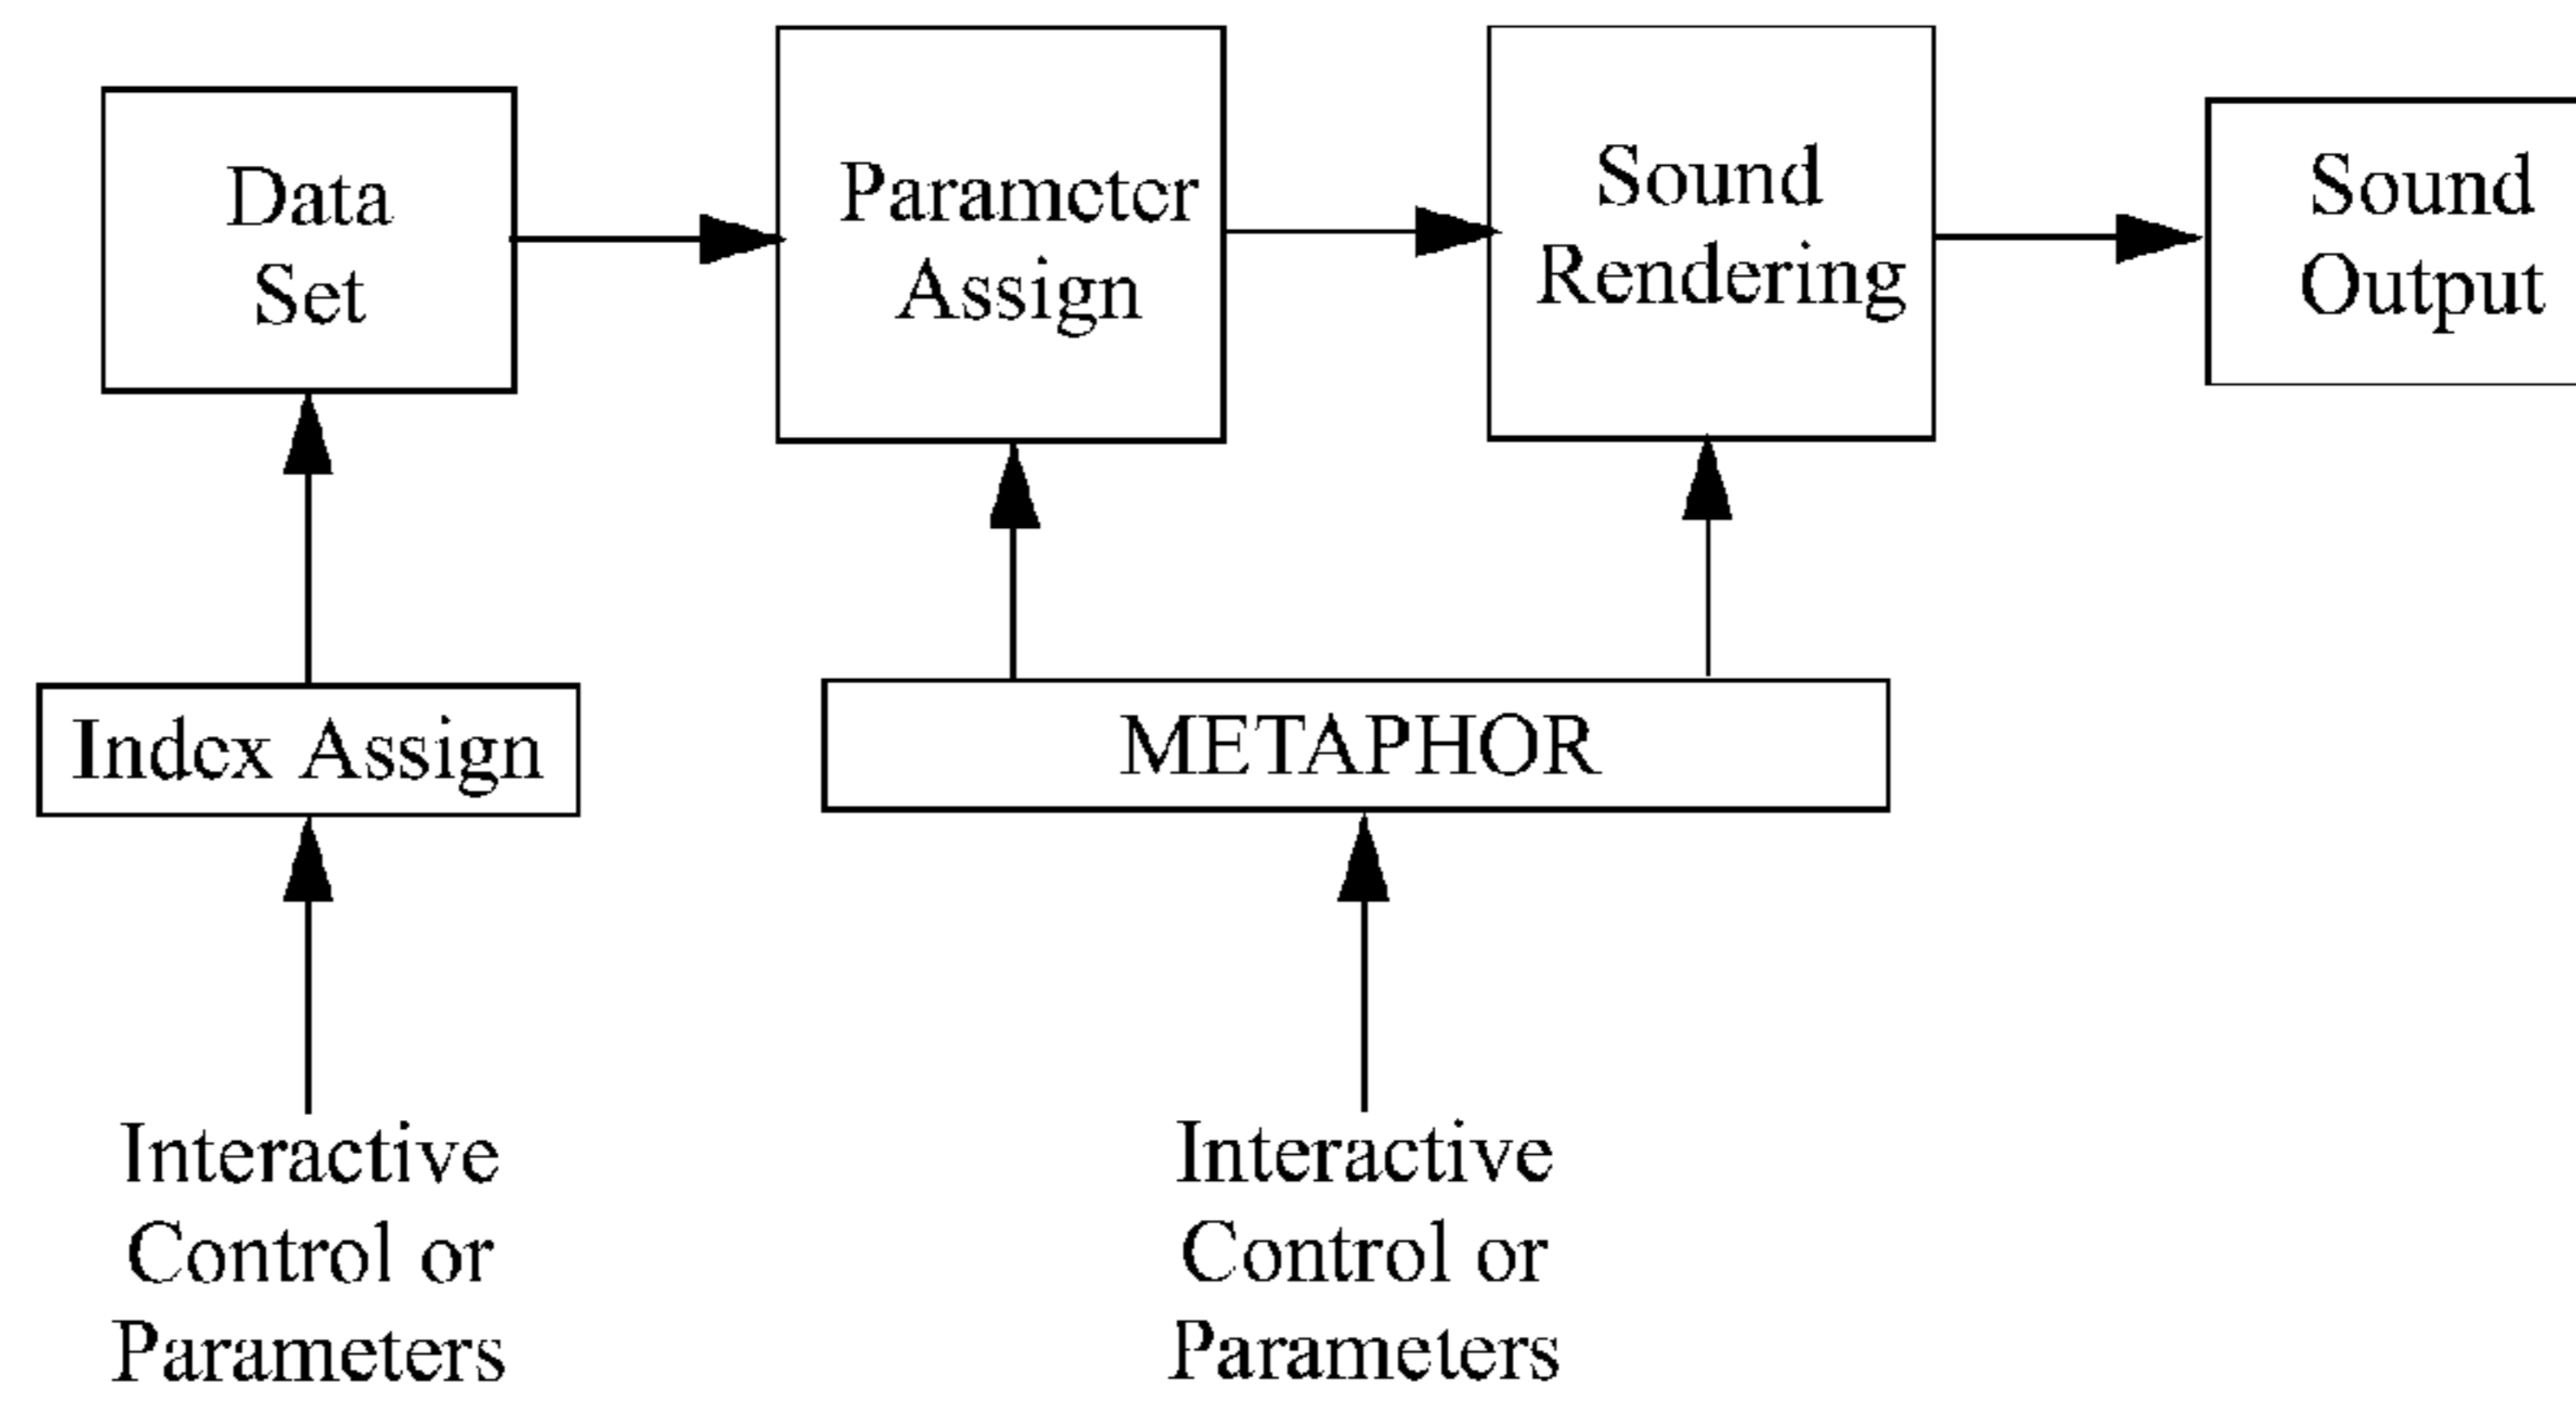 Data
Set
Parameter
Assign
Sound
Rendering
Sound
Output
Index Assign
METAPHOR
Interactive
Control or
Parameters
Interactive
Control or
Parameters